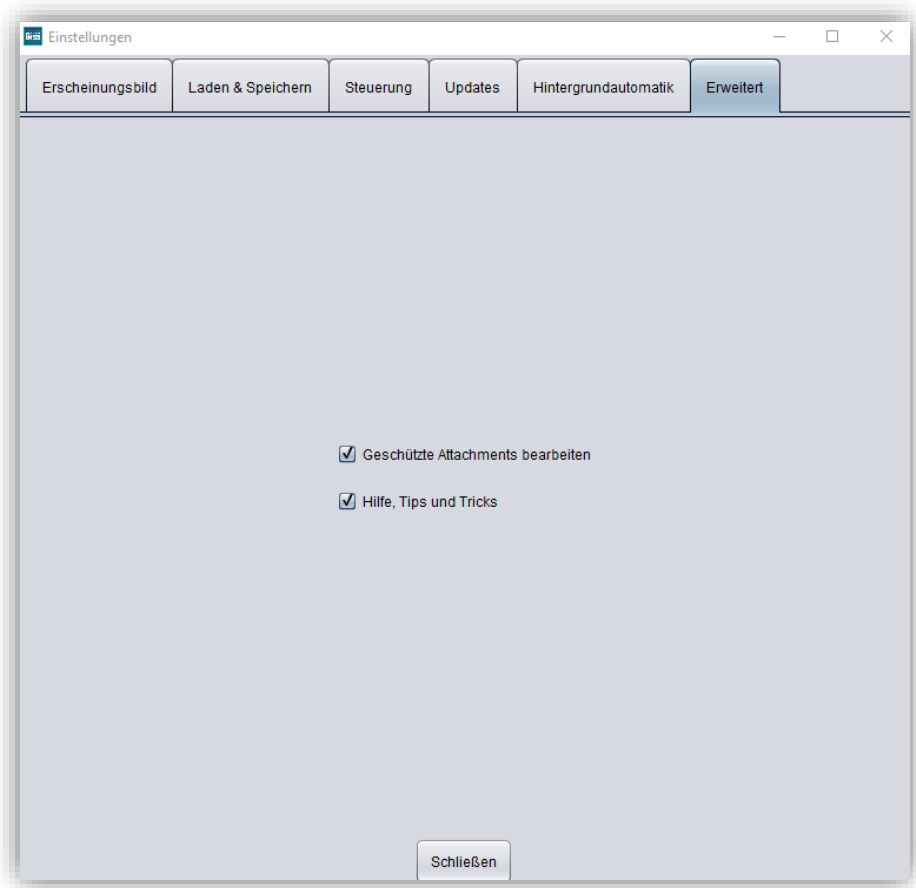 Einstellungen
Erscheinungsbild Laden & Speichern Steuerung Updates Hintergrundautomatik Erweitert
Geschützte Attachments bearbeiten
Hilfe, Tips und Tricks
Schließen